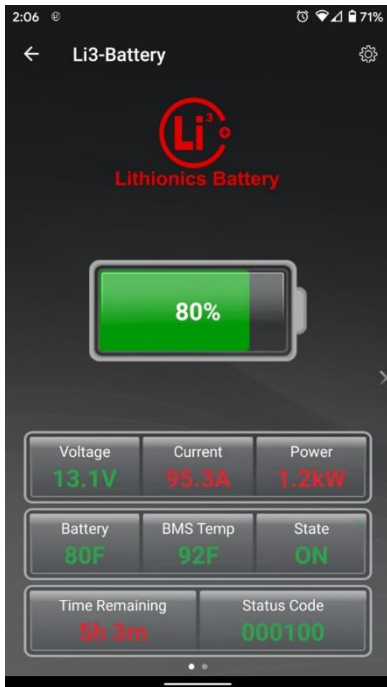 2:06 71%
Li3-Battery
Li3+
Lithionics Battery
80%
Voltage Current Power
13.1V 95.3A 1.2kW
Battery BMS Temp State
80F 92F ON
Time Remaining Status Code
5h 3m 000100